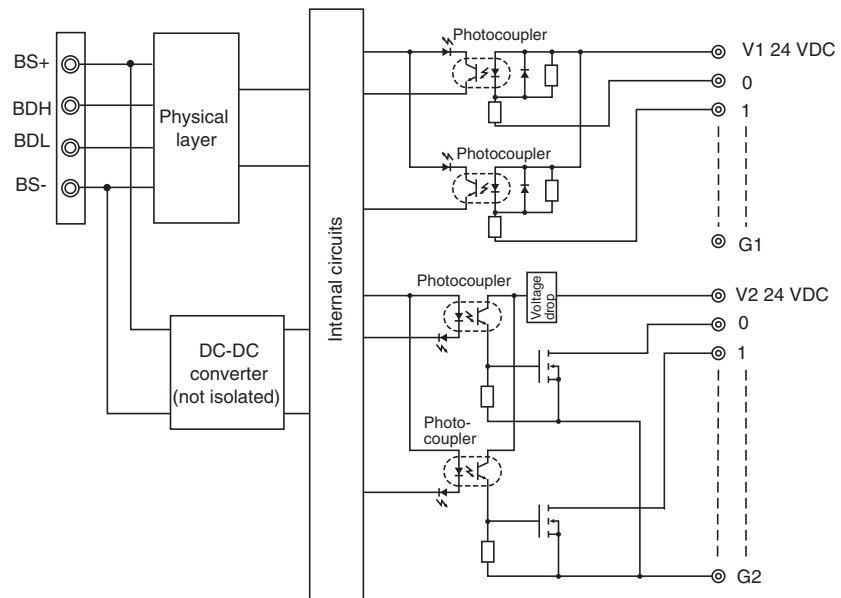 BS+
BDH
BDL
BS-
Physical
layer
DC-DC
converter
(not isolated)
Internal circuits
Photocoupler
V1 24 VDC
0
1
Photocoupler
G1
Photocoupler
Voltage
drop
V2 24 VDC
0
1
Photo-
coupler
G2